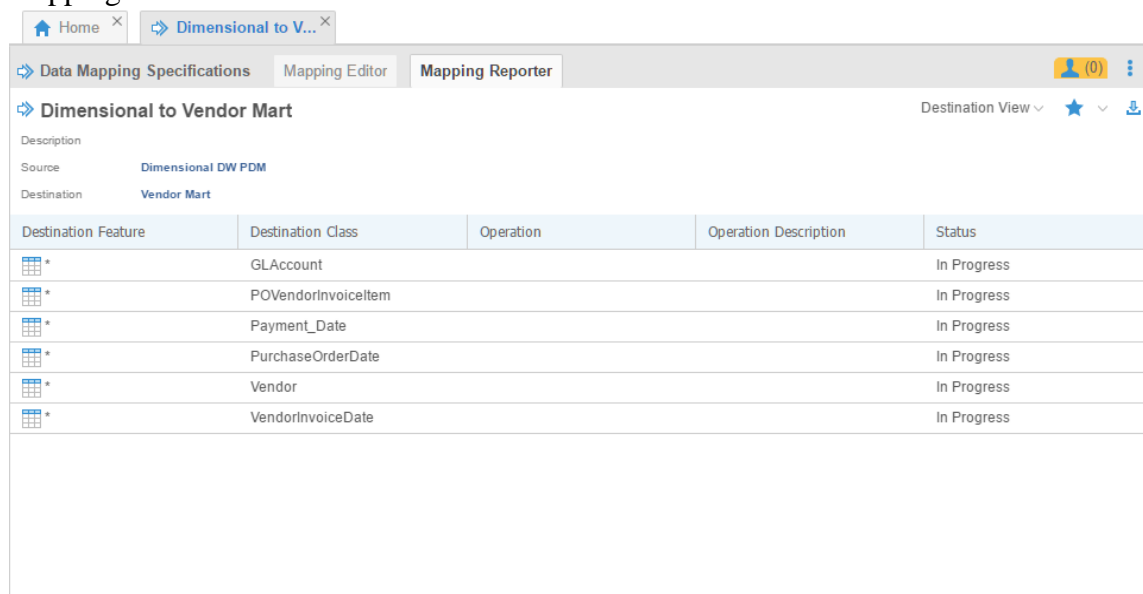 Home × Dimensional to V... ×
Data Mapping Specifications Mapping Editor Mapping Reporter (0)
Dimensional to Vendor Mart Destination View
Description
Source Dimensional DW PDM
Destination Vendor Mart
Destination Feature Destination Class Operation Operation Description Status
* GLAccount In Progress
* POVendorInvoiceItem In Progress
* Payment_Date In Progress
* PurchaseOrderDate In Progress
* Vendor In Progress
* VendorInvoiceDate In Progress